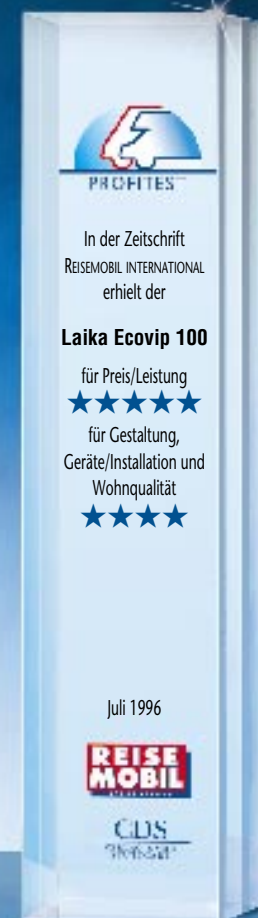 PROFITEST
In der Zeitschrift
REISEMOBIL INTERNATIONAL
erhielt der
Laika Ecovip 100
für Preis/Leistung
★★★★★
für Gestaltung,
Geräte/Installation und
Wohnqualität
★★★★
Juli 1996
REISE
MOBIL
CDS